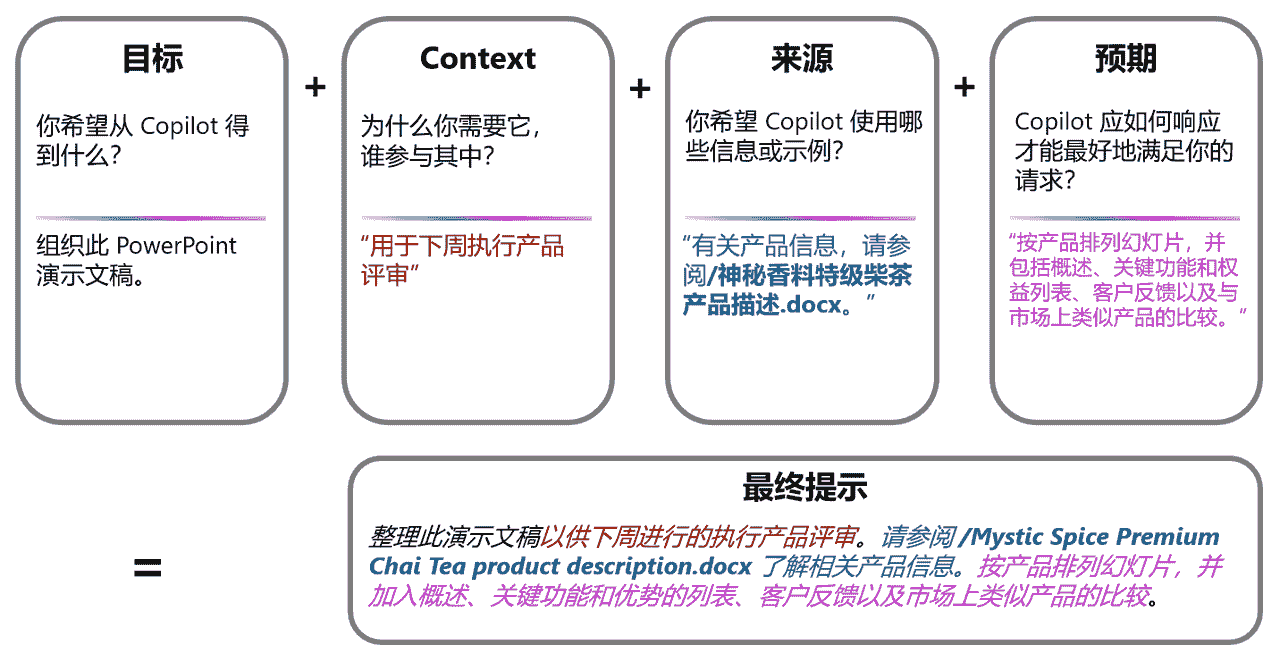 目标
你希望从 Copilot 得
到什么?
组织此 PowerPoint
演示文稿。
+
Context
为什么你需要它，
谁参与其中?
“用于下周执行产品
评审”
+
来源
你希望 Copilot 使用哪
些信息或示例?
“有关产品信息，请参
阅/神秘香料特级柴茶
产品描述.docx。”
+
预期
Copilot 应如何响应
才能最好地满足你的
请求?
“按产品排列幻灯片，并
包括概述、关键功能和权
益列表、客户反馈以及与
市场上类似产品的比较。”
=
最终提示
整理此演示文稿以供下周进行的执行产品评审。请参阅 /Mystic Spice Premium
Chai Tea product description.docx 了解相关产品信息。按产品排列幻灯片，并
加入概述、关键功能和优势的列表、客户反馈以及市场上类似产品的比较。